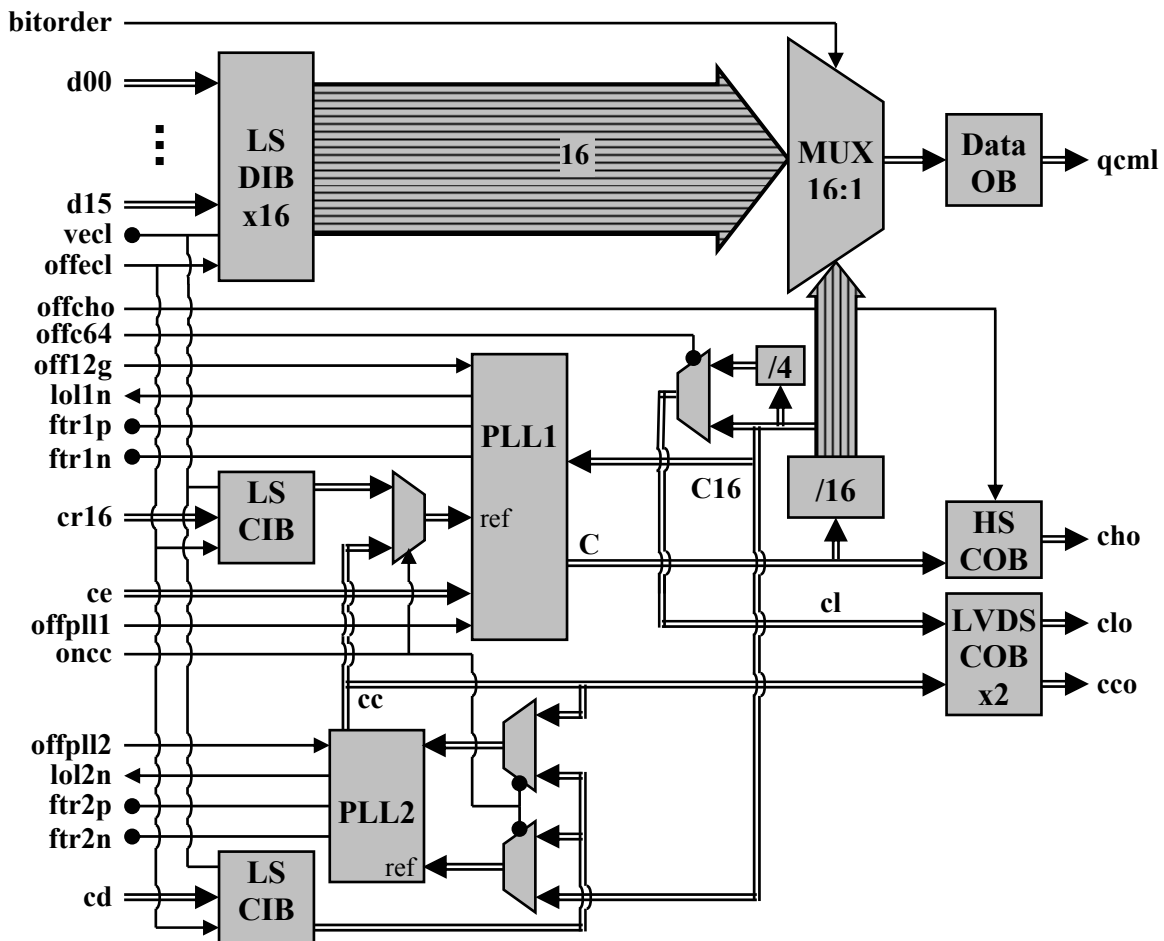 bitorder
d00
d15
vecl
offecl
offcho
offc64
off12g
lol1n
ftr1p
ftr1n
cr16
ce
offpll1
oncc
offpll2
lol2n
ftr2p
ftr2n
cd
LS
DIB
x16
16
MUX
16:1
Data
OB
qcml
/4
PLL1
ref
C16
/16
C
LS
CIB
HS
COB
cho
cl
LVDS
COB
x2
clo
cco
cc
PLL2
ref
LS
CIB